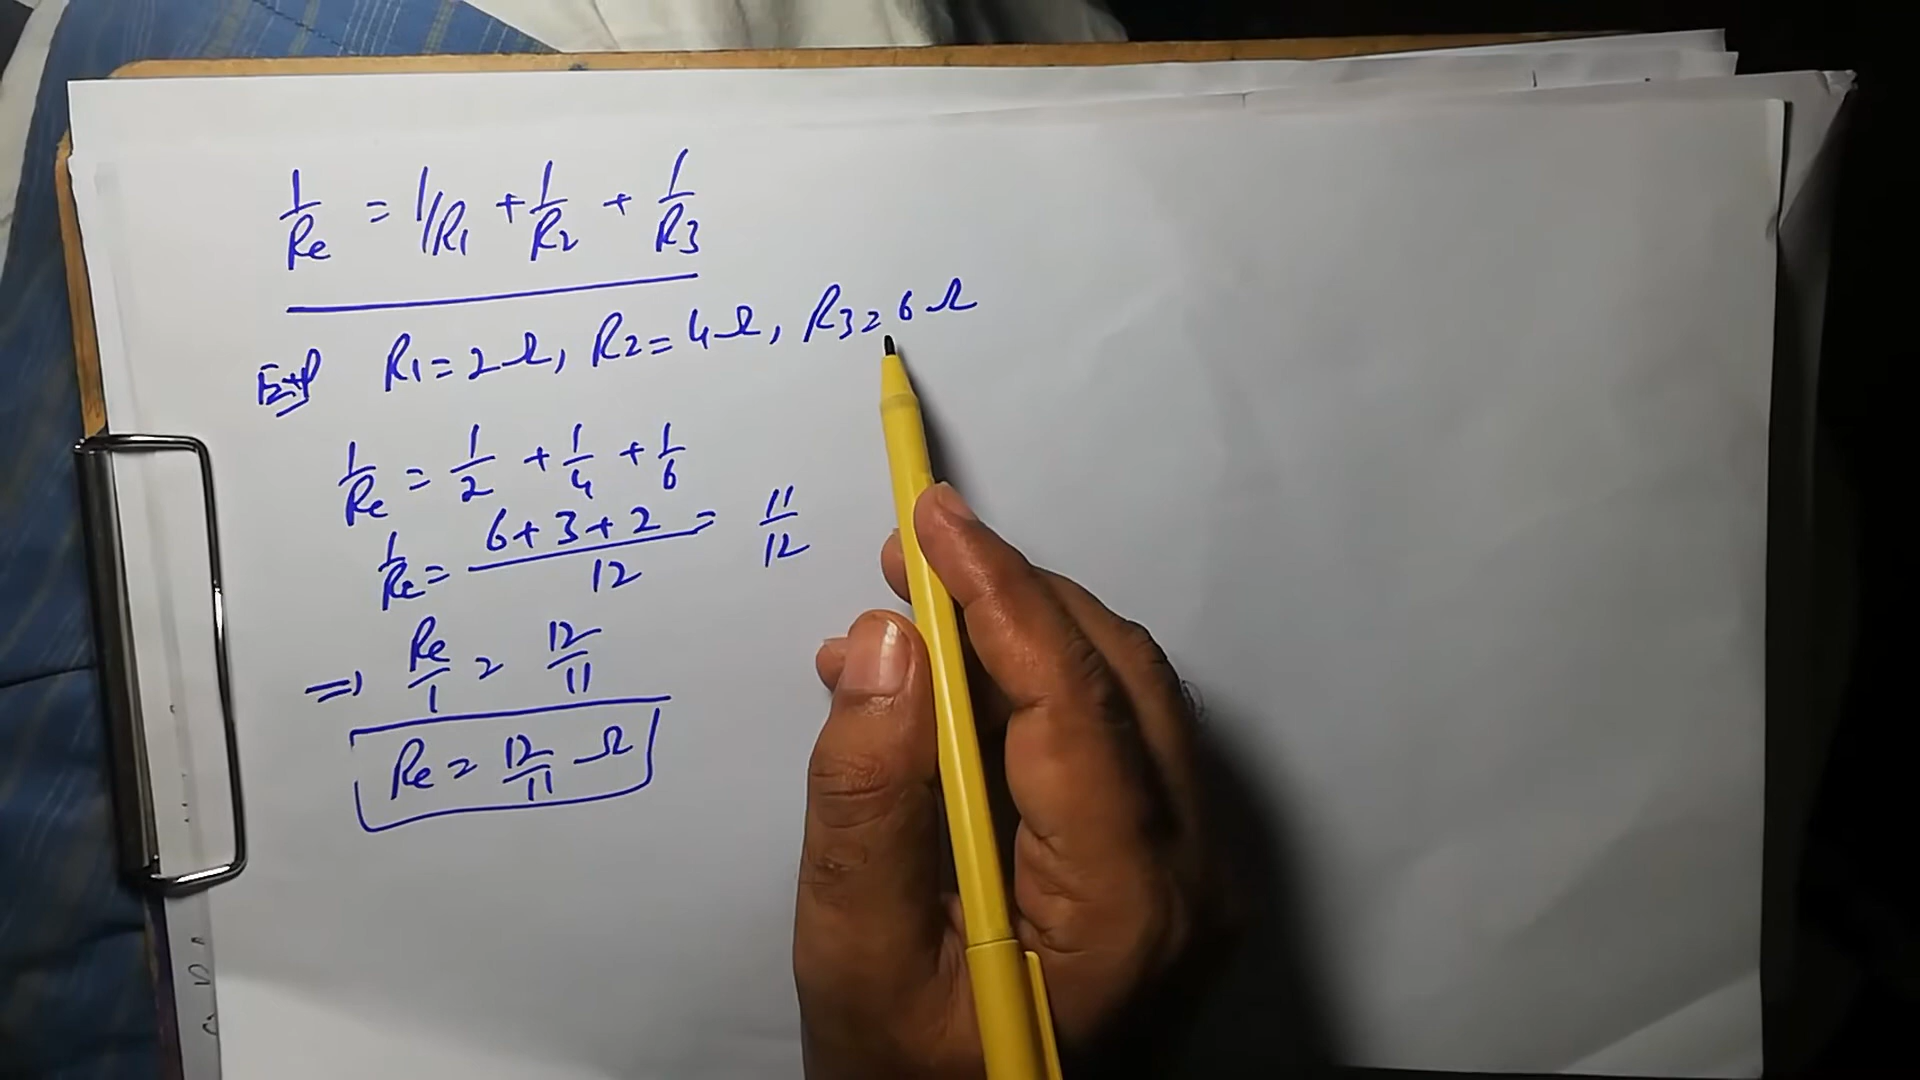 1/Re = 1/R1 + 1/R2 + 1/R3
R1 = 2Ω, R2 = 4Ω, R3 = 6Ω
1/Re = 1/2 + 1/4 + 1/6
1/Re = 6+3+2/12 = 11/12
⇒ Re/1 = 12/11
Re = 12/11 Ω